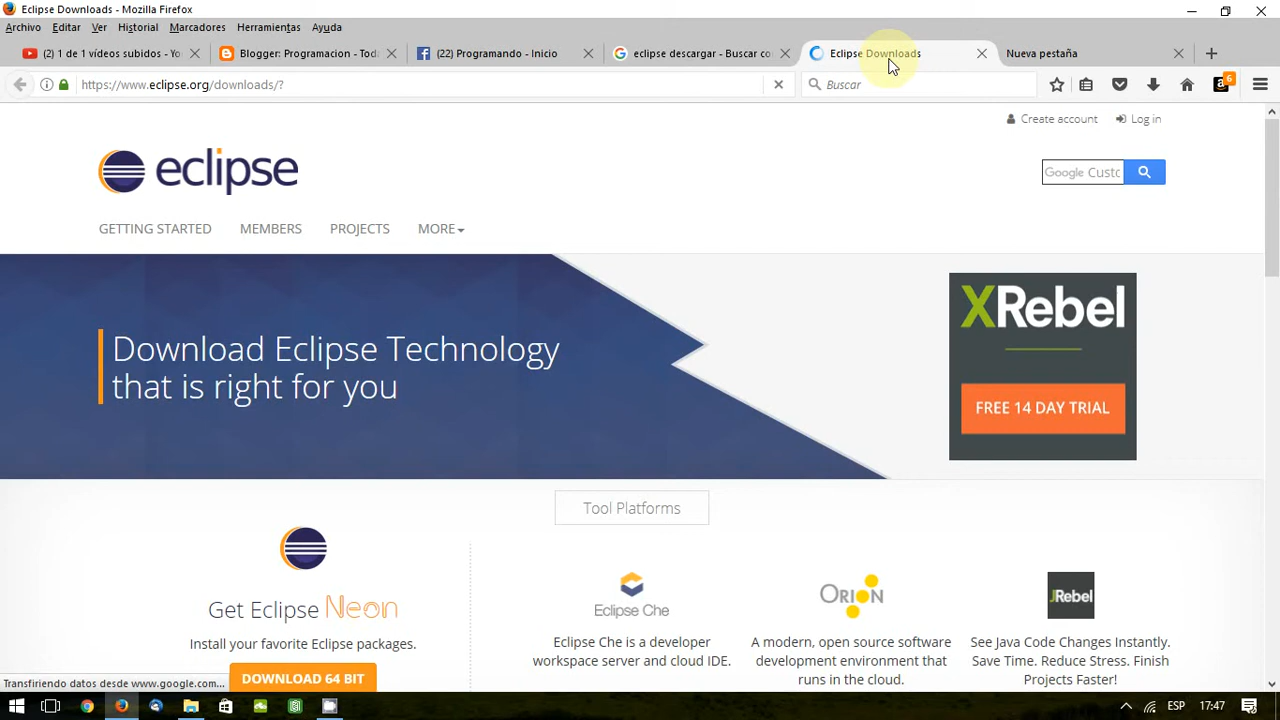 Eclipse Downloads - Mozilla Firefox
Archivo Editar Ver Historial Marcadores Herramientas Ayuda
(2) 1 de 1 vídeos subidos - Yo
Blogger: Programacion - Tod
(22) Programando - Inicio
eclipse descargar - Buscar co
Eclipse Downloads
Nueva pestaña
https://www.eclipse.org/downloads/?
Buscar
6
Create account Log in
eclipse
Google Custo
GETTING STARTED MEMBERS PROJECTS MORE
Download Eclipse Technology
that is right for you
XRebel
FREE 14 DAY TRIAL
Tool Platforms
Get Eclipse Neon
Install your favorite Eclipse packages.
DOWNLOAD 64 BIT
Eclipse Che
Eclipse Che is a developer
workspace server and cloud IDE.
ORION
A modern, open source software
development environment that
runs in the cloud.
JRebel
See Java Code Changes Instantly.
Save Time. Reduce Stress. Finish
Projects Faster!
Transfiriendo datos desde www.google.com...
ESP 17:47